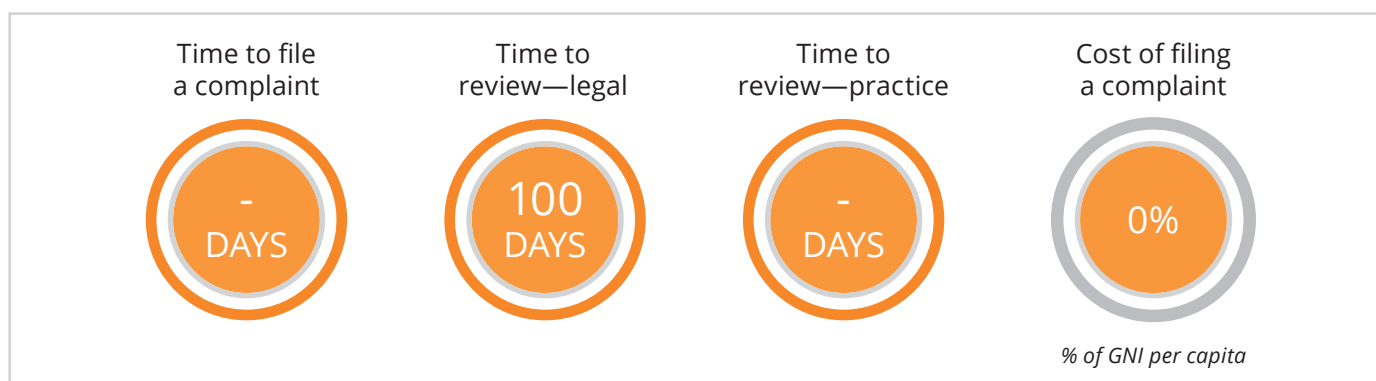 Time to file
a complaint
Time to
review—legal
Time to
review—practice
Cost of filing
a complaint
-
DAYS
100
DAYS
-
DAYS
0%
% of GNI per capita